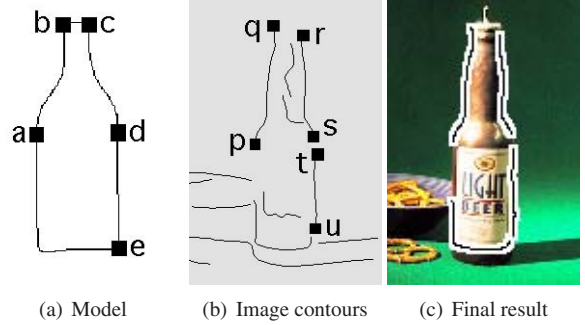 b c
a d
e
q r
p s
t
u
LIGHT
BEER
(a) Model (b) Image contours (c) Final result